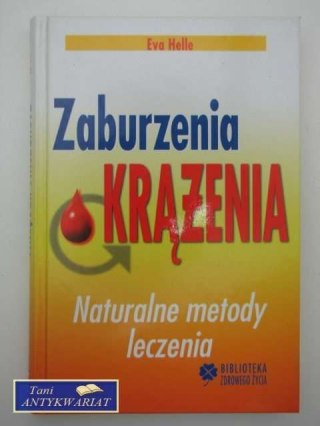 Eva Helle
Zaburzenia
KRĄŻENIA
Naturalne metody
leczenia
BIBLIOTEKA
ZDROWEGO ŻYCIA
Tani
ANTYKWARIAT